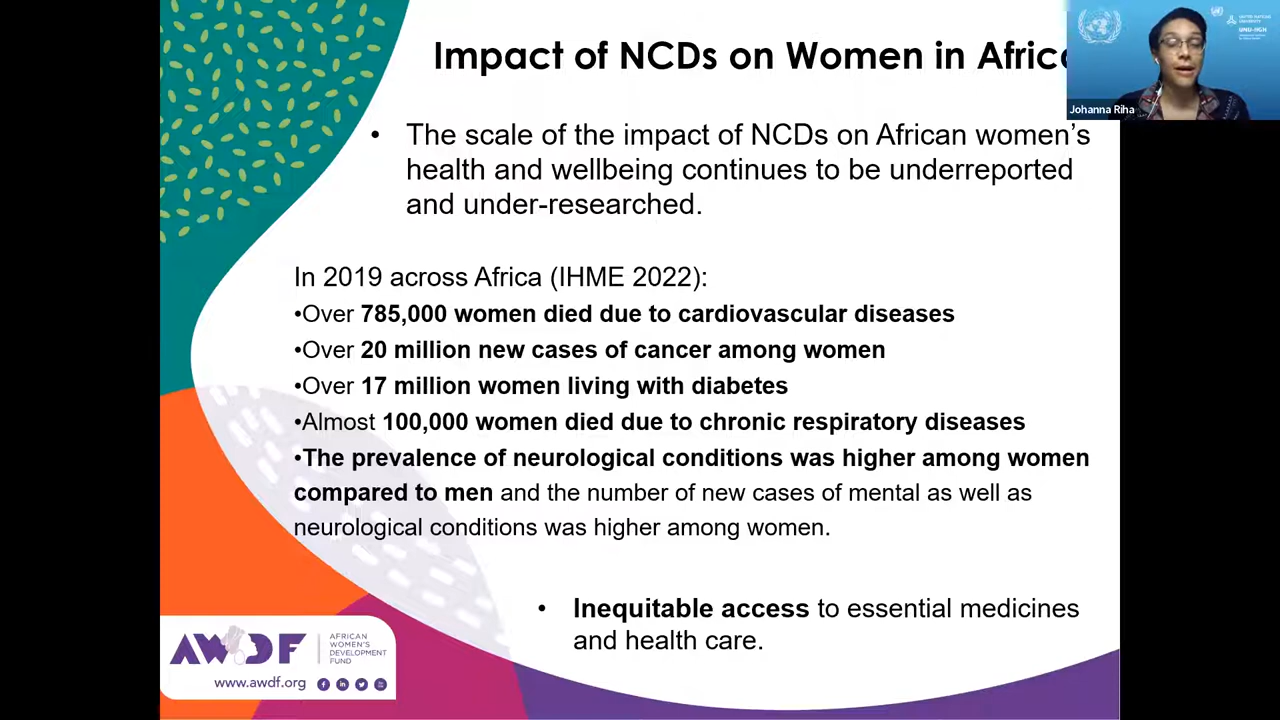 Impact of NCDs on Women in Afric
UNITED NATIONS
UNIVERSITY
UNU-IIGH
Johanna Riha
• The scale of the impact of NCDs on African women's
health and wellbeing continues to be underreported
and under-researched.
In 2019 across Africa (IHME 2022):
•Over 785,000 women died due to cardiovascular diseases
•Over 20 million new cases of cancer among women
•Over 17 million women living with diabetes
•Almost 100,000 women died due to chronic respiratory diseases
•The prevalence of neurological conditions was higher among women
compared to men and the number of new cases of mental as well as
neurological conditions was higher among women.
• Inequitable access to essential medicines
and health care.
AWDF
AFRICAN
WOMEN'S
DEVELOPMENT
FUND
www.awdf.org